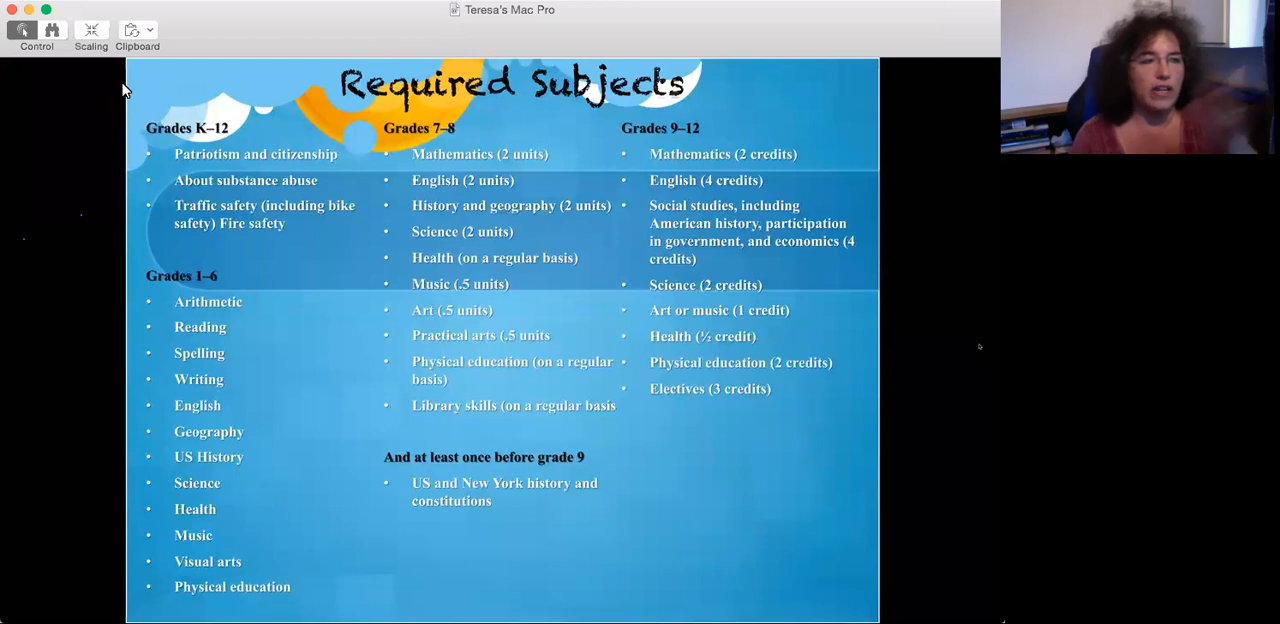 Teresa's Mac Pro
Control
Scaling
Clipboard
Required Subjects
Grades K–12
• Patriotism and citizenship
• About substance abuse
• Traffic safety (including bike
safety) Fire safety
Grades 1–6
• Arithmetic
• Reading
• Spelling
• Writing
• English
• Geography
• US History
• Science
• Health
• Music
• Visual arts
• Physical education
Grades 7–8
• Mathematics (2 units)
• English (2 units)
• History and geography (2 units)
• Science (2 units)
• Health (on a regular basis)
• Music (.5 units)
• Art (.5 units)
• Practical arts (.5 units
• Physical education (on a regular
basis)
• Library skills (on a regular basis
And at least once before grade 9
• US and New York history and
constitutions
Grades 9–12
• Mathematics (2 credits)
• English (4 credits)
• Social studies, including
American history, participation
in government, and economics (4
credits)
• Science (2 credits)
• Art or music (1 credit)
• Health (½ credit)
• Physical education (2 credits)
• Electives (3 credits)